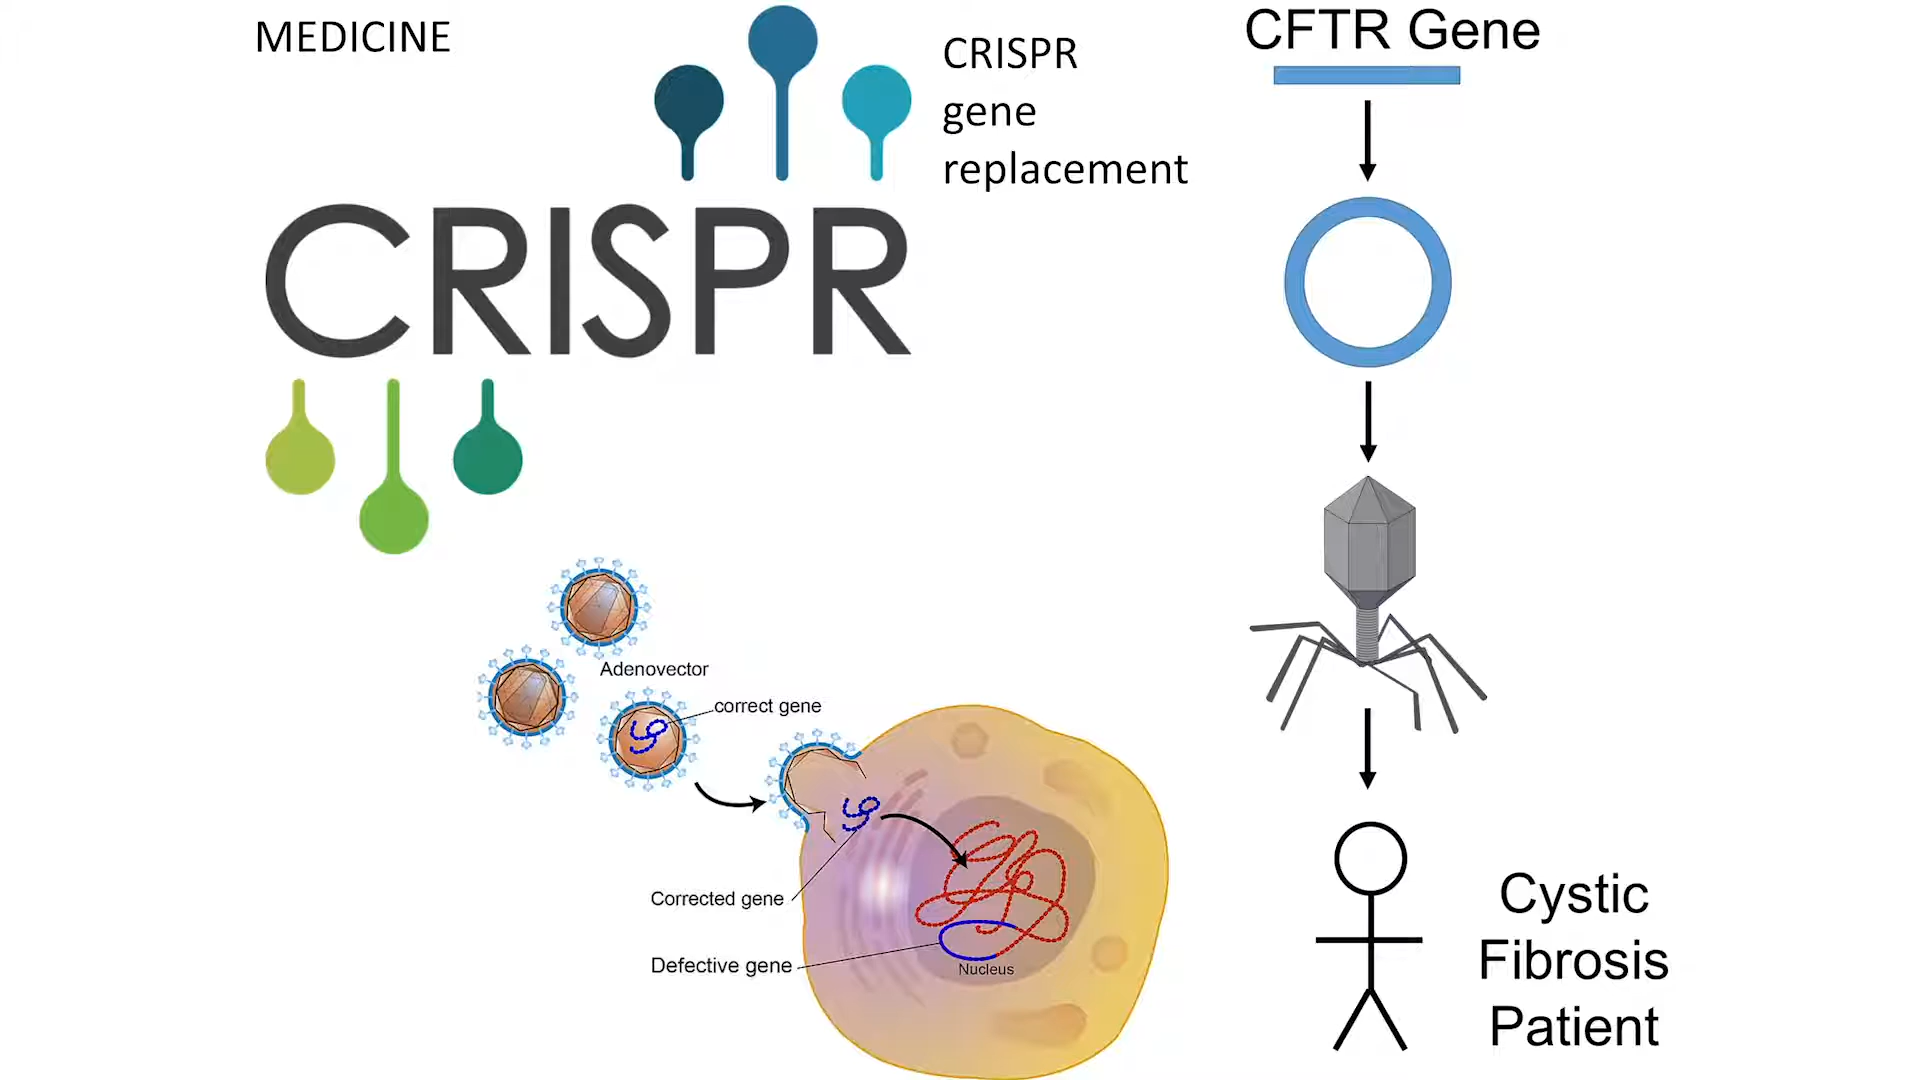 MEDICINE
CRISPR
gene
replacement
CRISPR
CFTR Gene
Adenovector
correct gene
Corrected gene
Defective gene
Nucleus
Cystic
Fibrosis
Patient